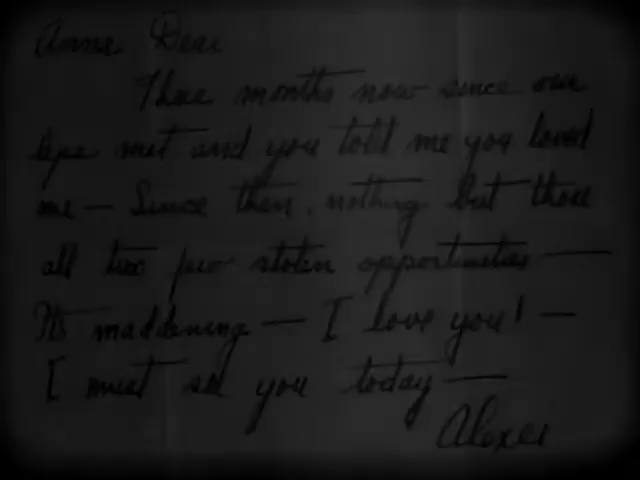 Anne Dear
Three months now since our
lips met and you told me you loved
me — Since then, nothing but those
all too few stolen opportunities —
It's maddening — I love you! —
I must see you today —
Alexei